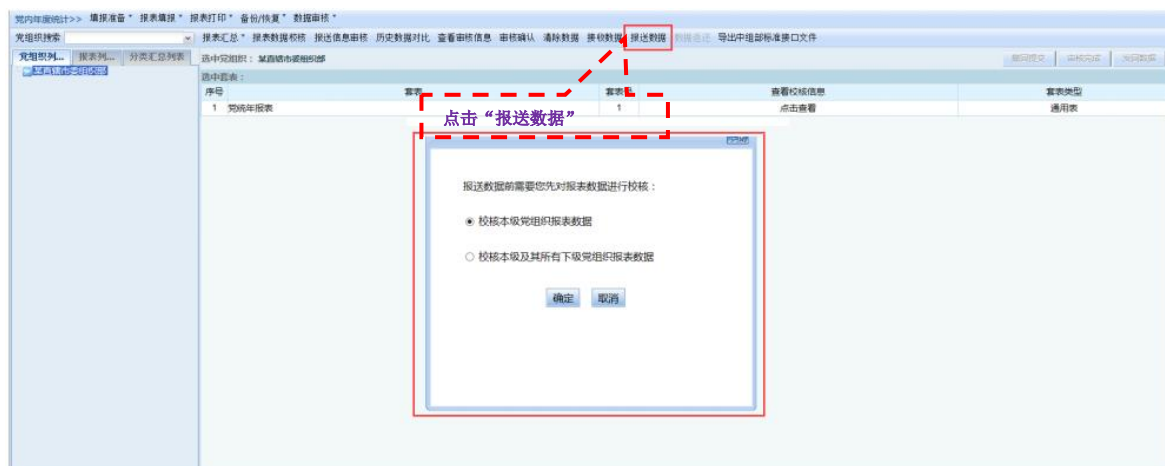 党内年度统计>> 填报准备 报表填报 报表打印 备份/恢复 数据审核
党组织搜索 报表汇总 报表数据校核 报送信息审核 历史数据对比 查看审核信息 审核确认 清除数据 接收数据 报送数据 导出中组部标准接口文件
党组织列... 报表列... 分类汇总列表 选中党组织：某直辖市委组织部
某直辖市委组织部
选中套表：
序号 套表 套表号 查看校核信息 套表类型
1 党统年报表 1 点击查看 通用表
点击“报送数据”
报送数据前需要您先对报表数据进行校核：
校核本级党组织报表数据
校核本级及其所有下级党组织报表数据
确定 取消